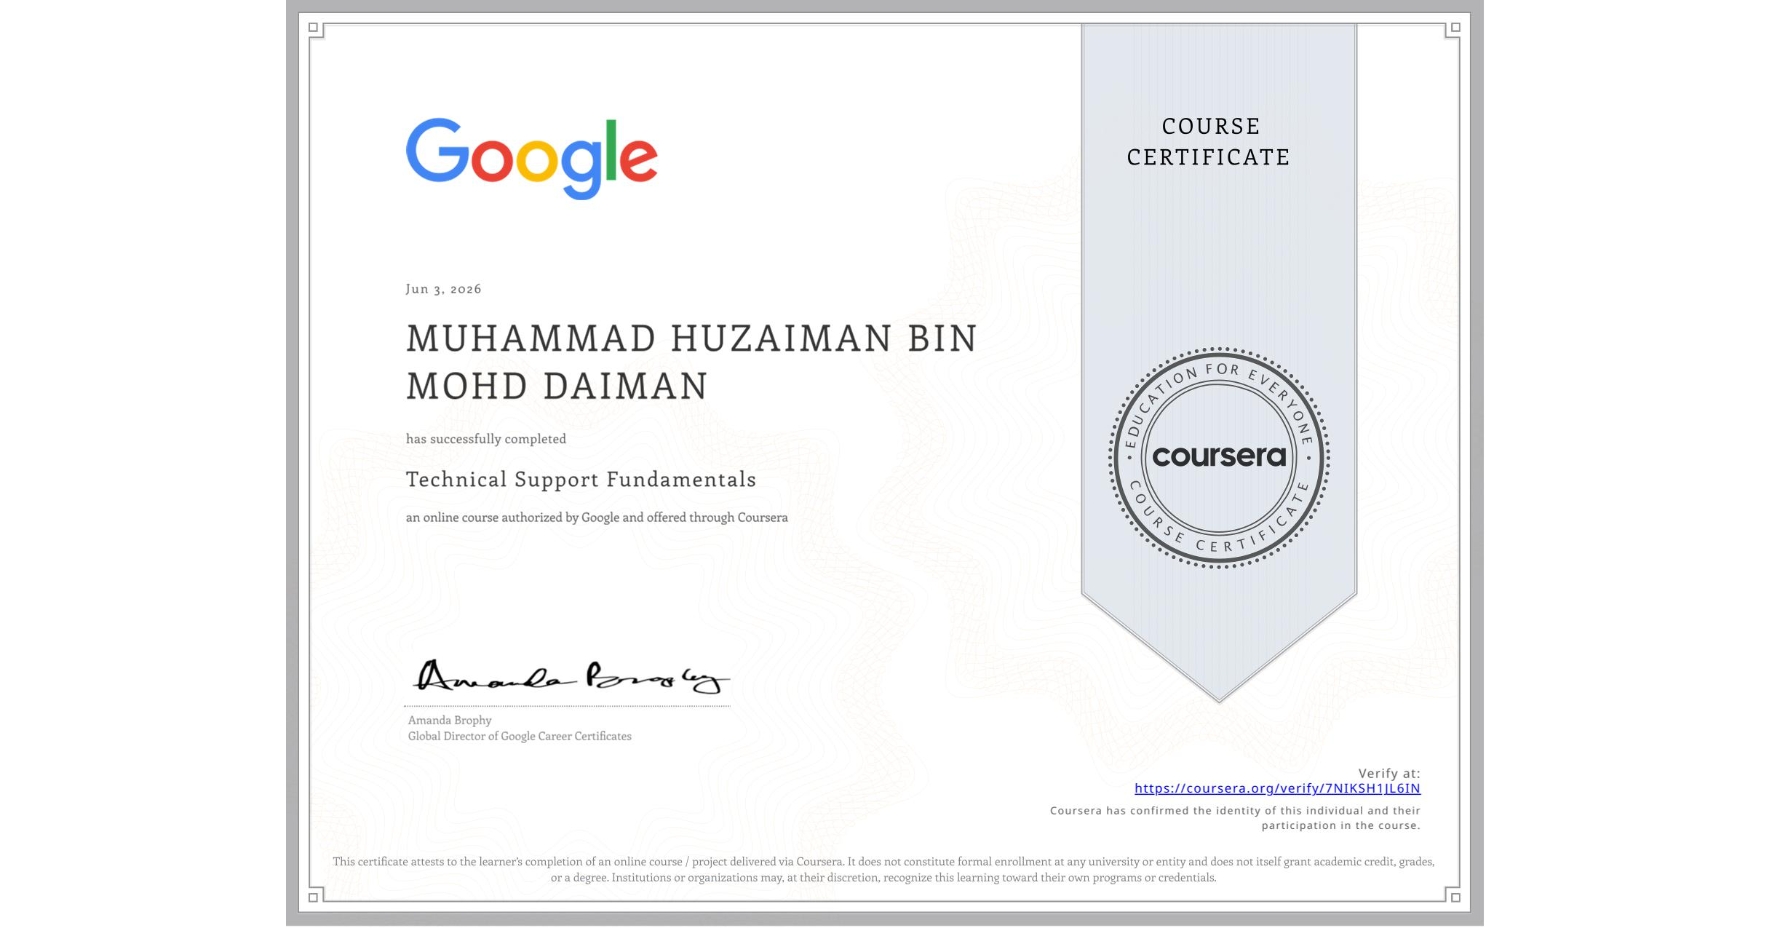 Google
COURSE
CERTIFICATE
Jun 3, 2026
MUHAMMAD HUZAIMAN BIN
MOHD DAIMAN
has successfully completed
Technical Support Fundamentals
an online course authorized by Google and offered through Coursera
EDUCATION FOR EVERYONE
coursera
COURSE CERTIFICATE
Amanda Brophy
Amanda Brophy
Global Director of Google Career Certificates
Verify at:
https://coursera.org/verify/7NIKSH1JL6IN
Coursera has confirmed the identity of this individual and their
participation in the course.
This certificate attests to the learner's completion of an online course / project delivered via Coursera. It does not constitute formal enrollment at any university or entity and does not itself grant academic credit, grades,
or a degree. Institutions or organizations may, at their discretion, recognize this learning toward their own programs or credentials.